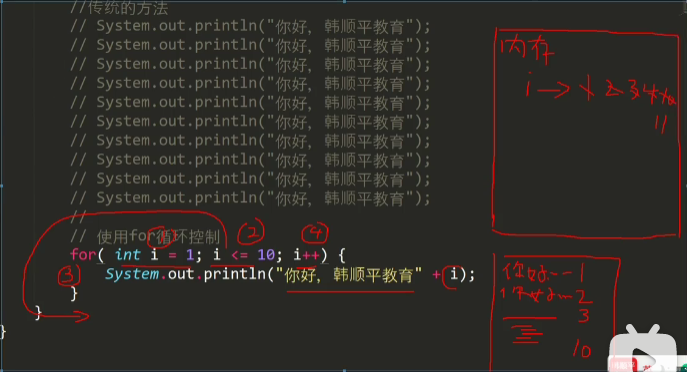 //传统的方法
// System.out.println("你好, 韩顺平教育");
// System.out.println("你好, 韩顺平教育");
// System.out.println("你好, 韩顺平教育");
// System.out.println("你好, 韩顺平教育");
// System.out.println("你好, 韩顺平教育");
// System.out.println("你好, 韩顺平教育");
// System.out.println("你好, 韩顺平教育");
// System.out.println("你好, 韩顺平教育");
// System.out.println("你好, 韩顺平教育");
// System.out.println("你好, 韩顺平教育");
//
// 使用for循环控制
for( int i = 1; i <= 10; i++) {
System.out.println("你好, 韩顺平教育" + i);
}
}
}
①
②
④
③
内存
i → 1 2 3 4
11
你好 -- 1
你好 -- 2
3
10